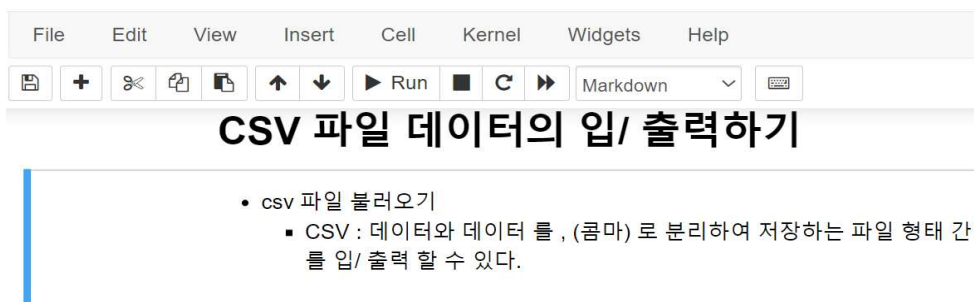 File Edit View Insert Cell Kernel Widgets Help
Run Markdown
CSV 파일 데이터의 입/ 출력하기
csv 파일 불러오기
CSV : 데이터와 데이터 를 , (콤마) 로 분리하여 저장하는 파일 형태 간
를 입/ 출력 할 수 있다.